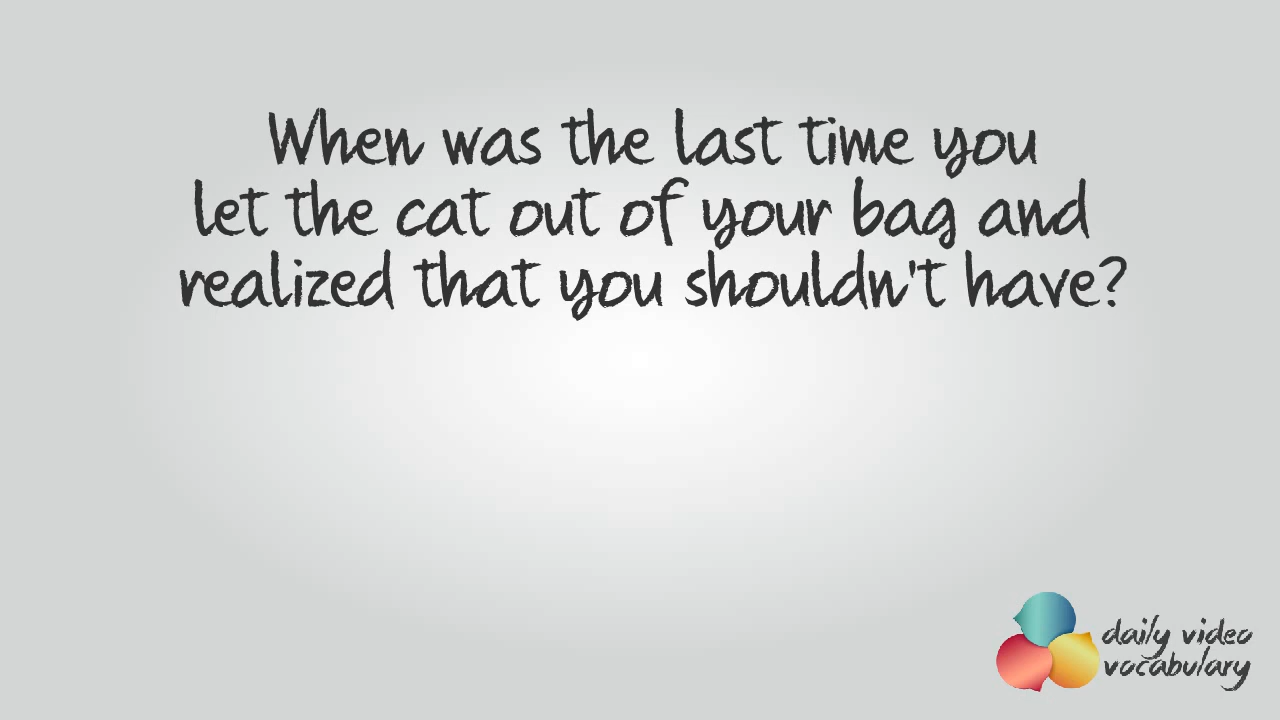 When was the last time you
let the cat out of your bag and
realized that you shouldn't have?
daily video
vocabulary